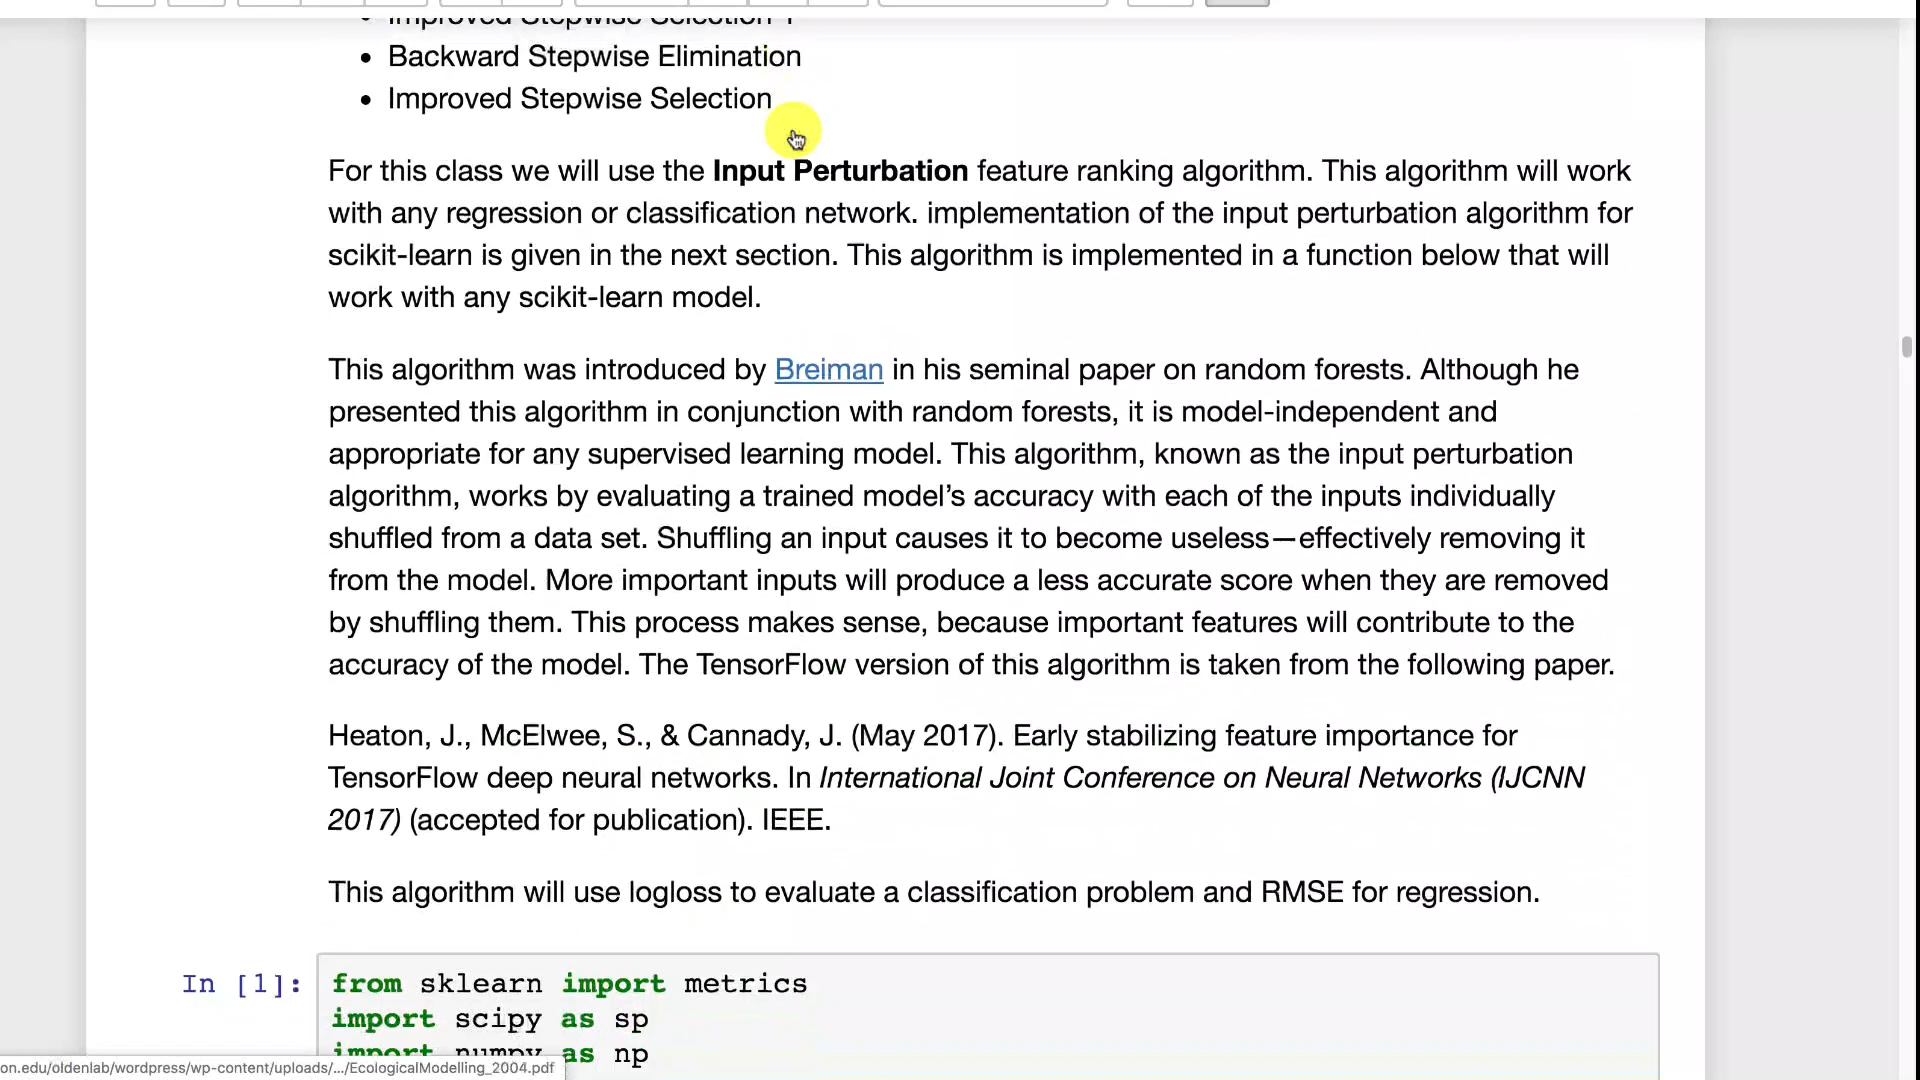 Improved Stepwise Selection 1
Backward Stepwise Elimination
Improved Stepwise Selection
For this class we will use the Input Perturbation feature ranking algorithm. This algorithm will work
with any regression or classification network. implementation of the input perturbation algorithm for
scikit-learn is given in the next section. This algorithm is implemented in a function below that will
work with any scikit-learn model.
This algorithm was introduced by Breiman in his seminal paper on random forests. Although he
presented this algorithm in conjunction with random forests, it is model-independent and
appropriate for any supervised learning model. This algorithm, known as the input perturbation
algorithm, works by evaluating a trained model’s accuracy with each of the inputs individually
shuffled from a data set. Shuffling an input causes it to become useless—effectively removing it
from the model. More important inputs will produce a less accurate score when they are removed
by shuffling them. This process makes sense, because important features will contribute to the
accuracy of the model. The TensorFlow version of this algorithm is taken from the following paper.
Heaton, J., McElwee, S., & Cannady, J. (May 2017). Early stabilizing feature importance for
TensorFlow deep neural networks. In International Joint Conference on Neural Networks (IJCNN
2017) (accepted for publication). IEEE.
This algorithm will use logloss to evaluate a classification problem and RMSE for regression.
In [1]: from sklearn import metrics
import scipy as sp
import numpy as np
on.edu/oldenlab/wordpress/wp-content/uploads/.../EcologicalModelling_2004.pdf